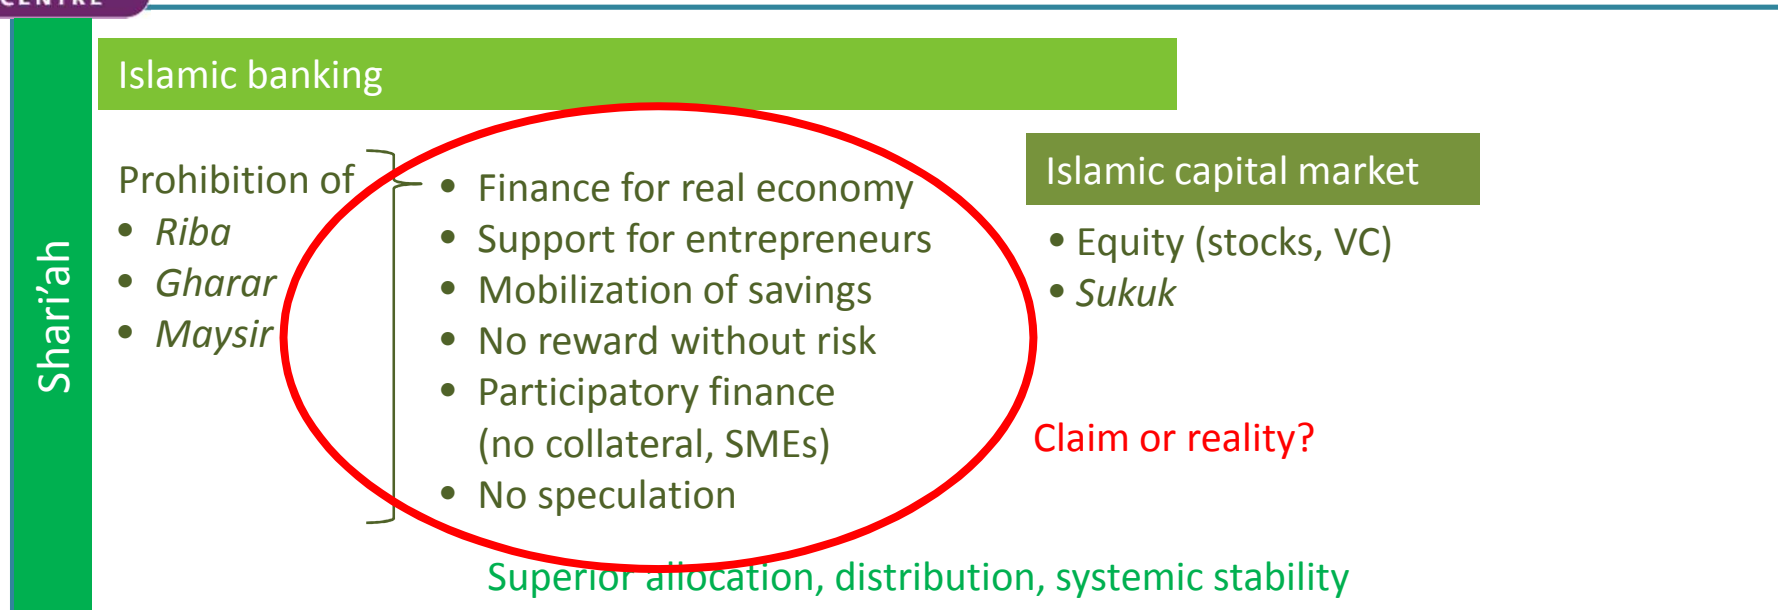 CENTRE
Shari'ah
Islamic banking
Prohibition of
• Riba
• Gharar
• Maysir
• Finance for real economy
• Support for entrepreneurs
• Mobilization of savings
• No reward without risk
• Participatory finance
(no collateral, SMEs)
• No speculation
Islamic capital market
• Equity (stocks, VC)
• Sukuk
Claim or reality?
Superior allocation, distribution, systemic stability